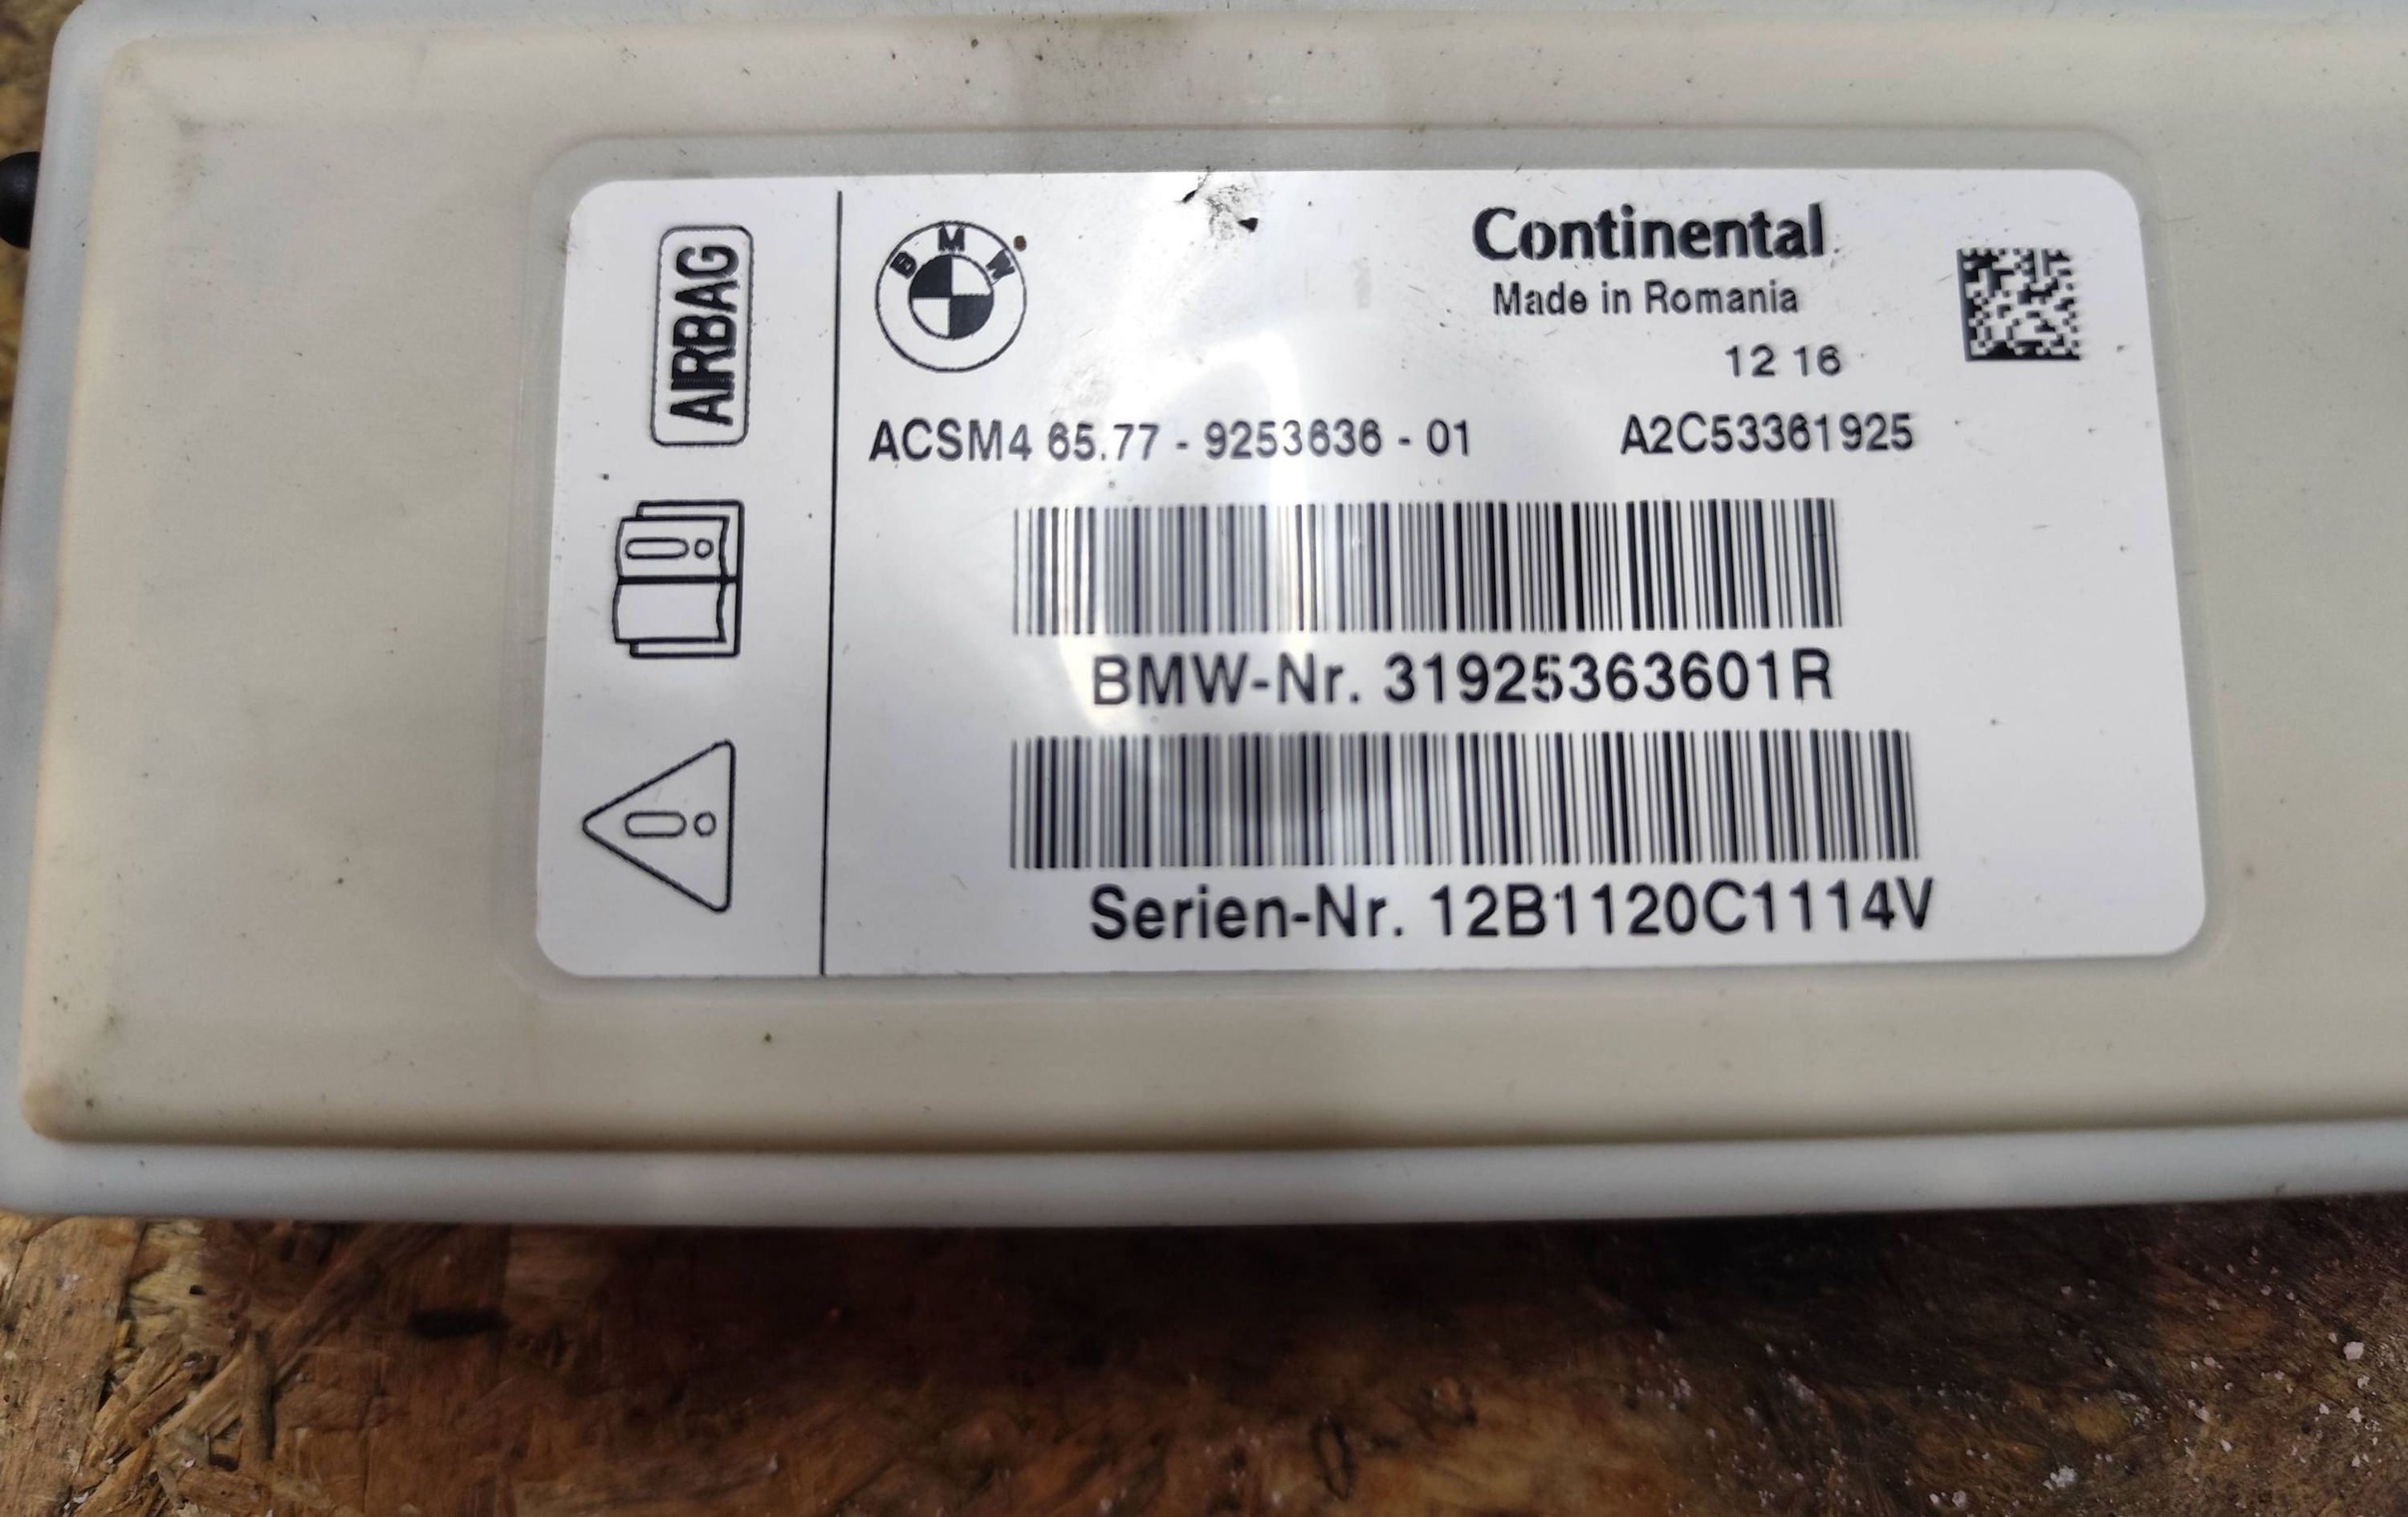 AIRBAG
BMW
Continental
Made in Romania
12 16
ACSM4 65.77 - 9253636 - 01 A2C53361925
BMW-Nr. 31925363601R
Serien-Nr. 12B1120C1114V